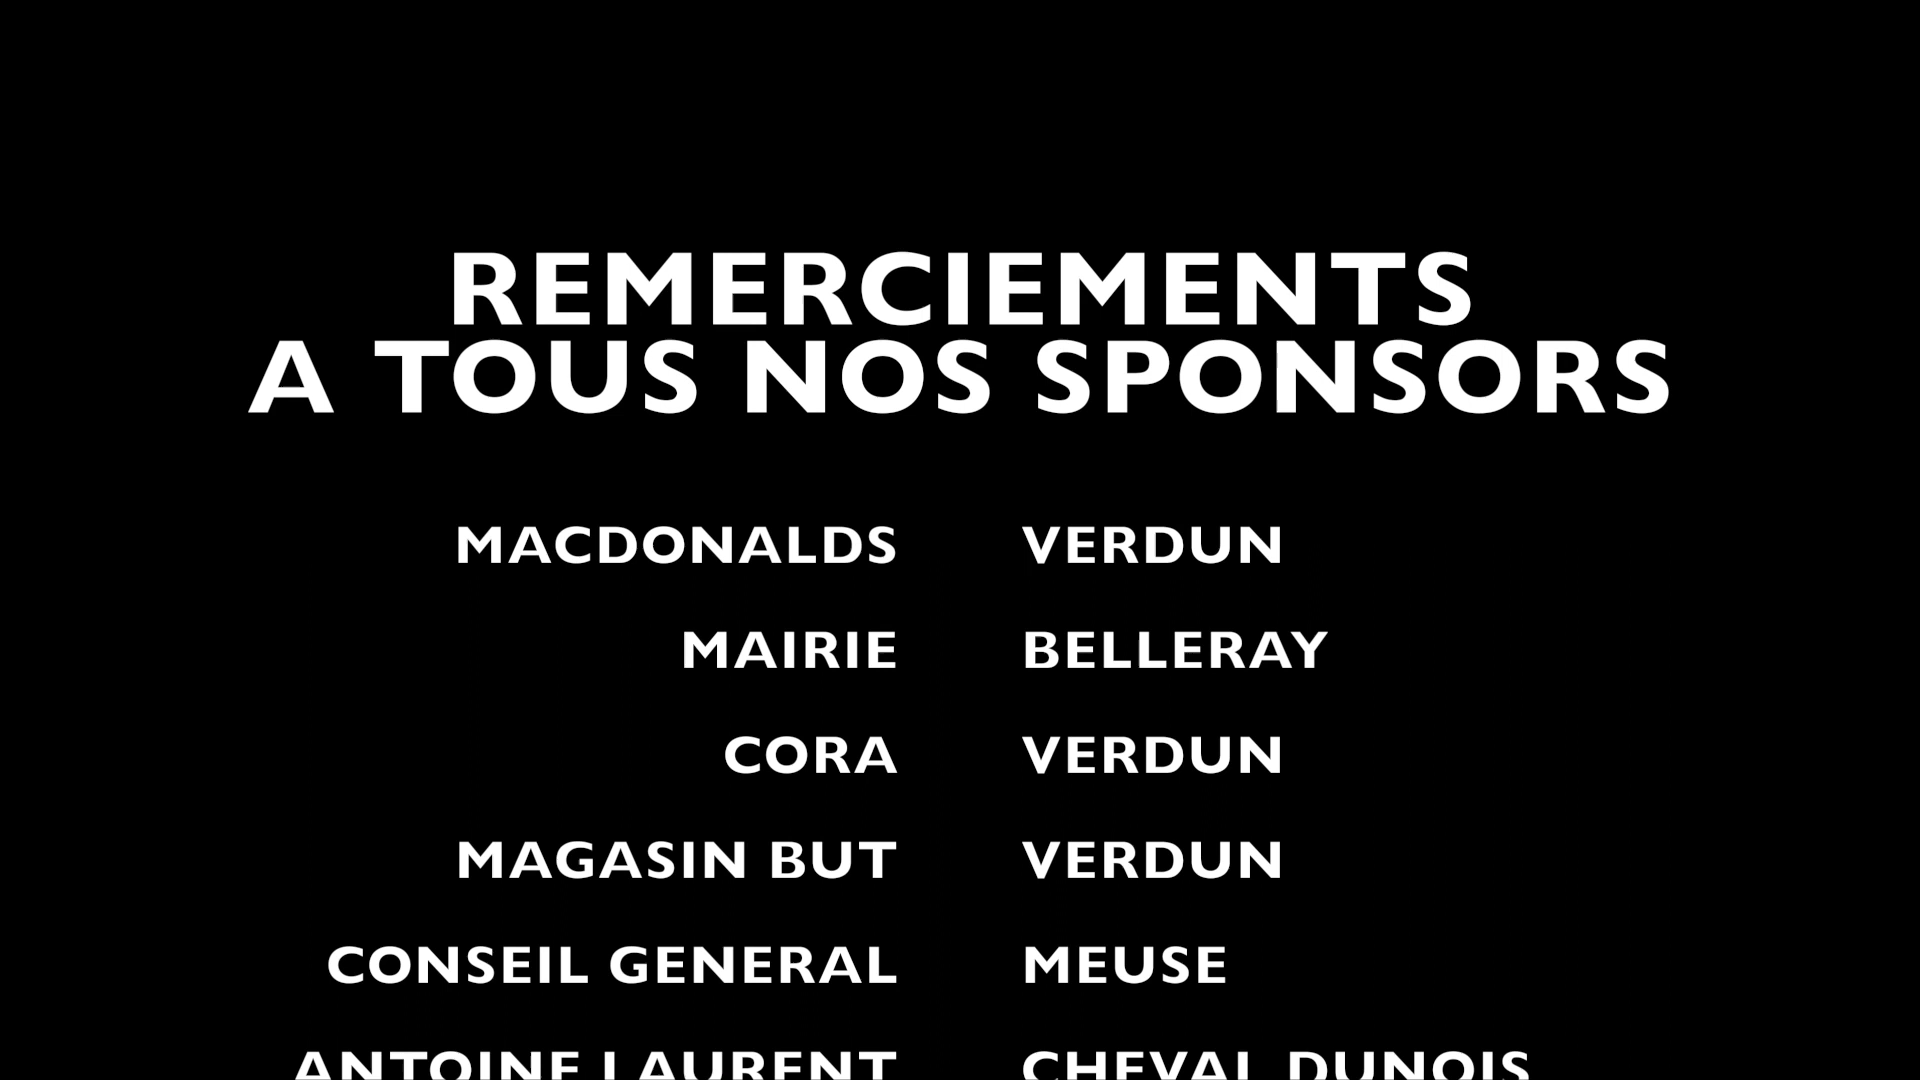 REMERCIEMENTS
A TOUS NOS SPONSORS
MACDONALDS VERDUN
MAIRIE BELLERAY
CORA VERDUN
MAGASIN BUT VERDUN
CONSEIL GENERAL MEUSE
ANTOINE LAURENT CHEVAL DUNOIS